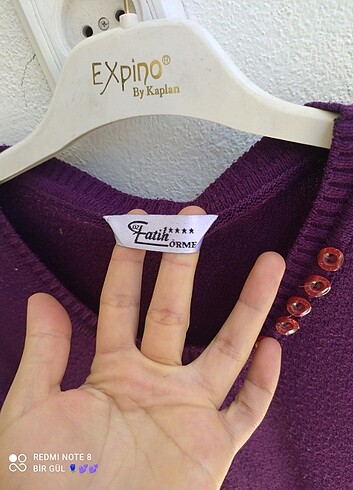 EXpino®
By Kaplan
ÖZ
Fatih ****
ÖRME
REDMI NOTE 8
BİR GÜL 🌷💕💕